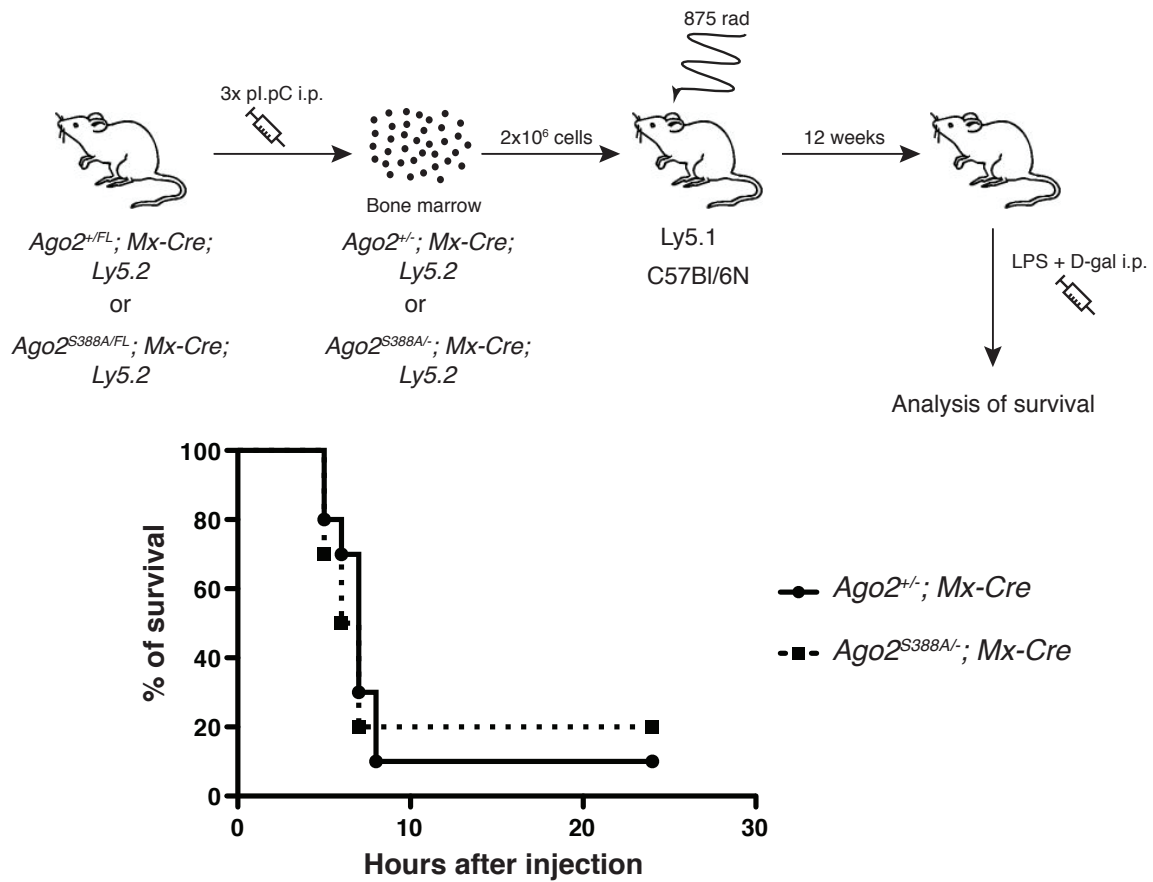 875 rad
3x pI.pC i.p.
2x10⁶ cells
12 weeks
Bone marrow
Ago2+/FL; Mx-Cre;
Ly5.2
or
Ago2S388A/FL; Mx-Cre;
Ly5.2
Ago2+/-; Mx-Cre;
Ly5.2
or
Ago2S388A/-; Mx-Cre;
Ly5.2
Ly5.1
C57Bl/6N
LPS + D-gal i.p.
Analysis of survival
% of survival
100
80
60
40
20
0
0
10
20
30
Hours after injection
Ago2+/-; Mx-Cre
Ago2S388A/-; Mx-Cre